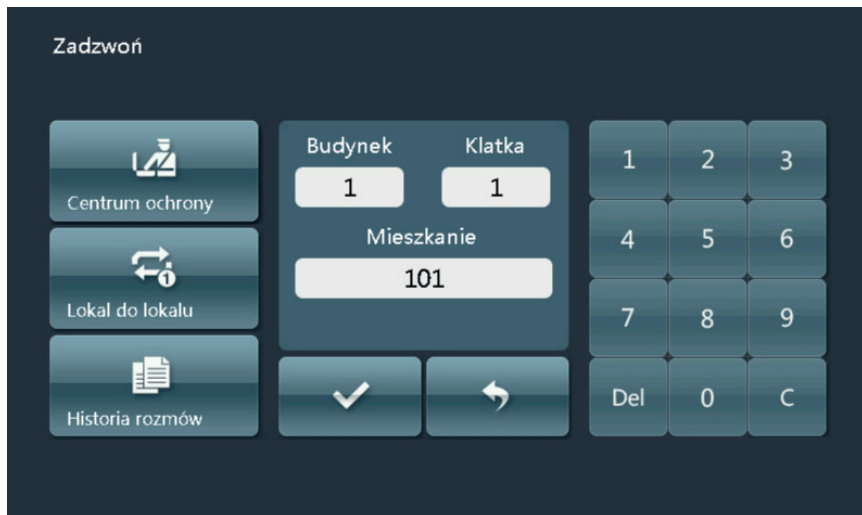 Zadzwoń
Centrum ochrony
Lokal do lokalu
Historia rozmów
Budynek Klatka
1 1
Mieszkanie
101
1 2 3
4 5 6
7 8 9
Del 0 C